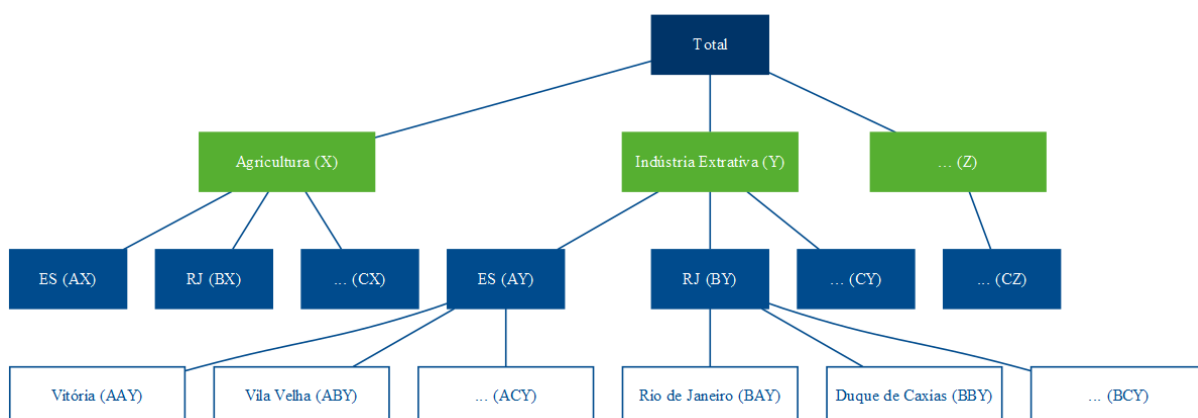 Total
Agricultura (X)
Indústria Extrativa (Y)
... (Z)
ES (AX)
RJ (BX)
... (CX)
ES (AY)
RJ (BY)
... (CY)
... (CZ)
Vitória (AAY)
Vila Velha (ABY)
... (ACY)
Rio de Janeiro (BAY)
Duque de Caxias (BBY)
... (BCY)